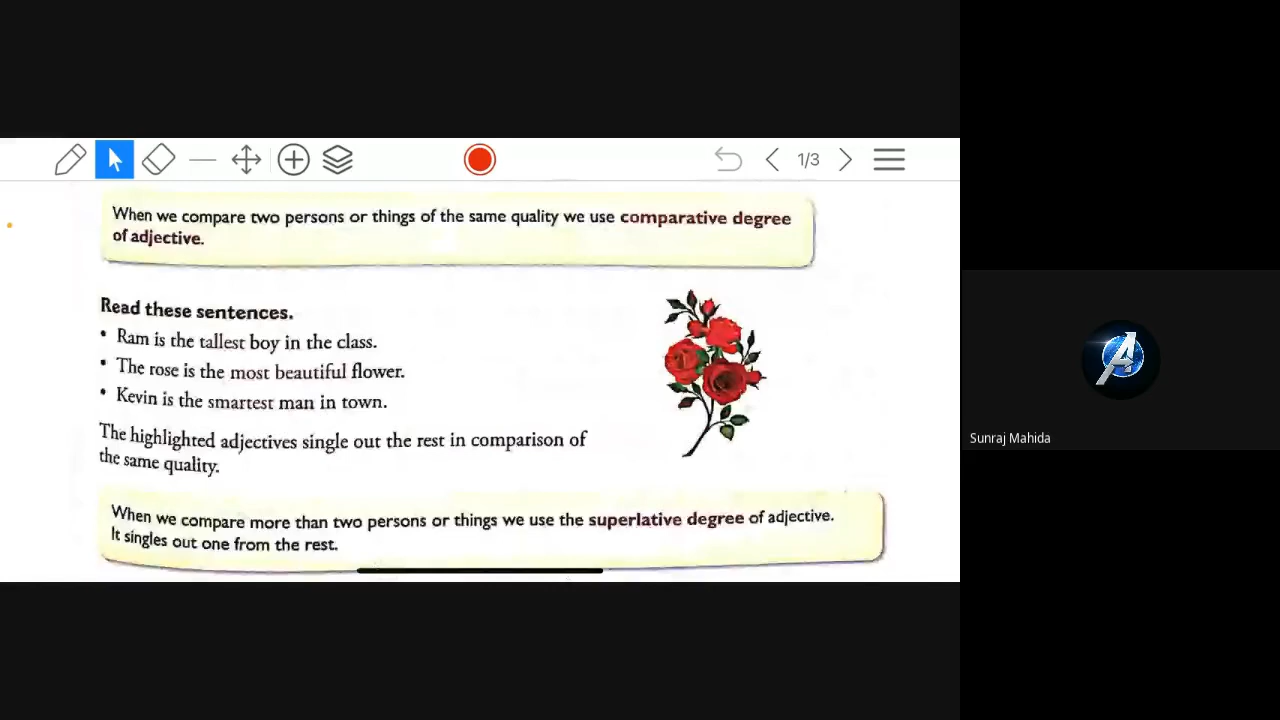 1/3
When we compare two persons or things of the same quality we use comparative degree
of adjective.
Read these sentences.
• Ram is the tallest boy in the class.
• The rose is the most beautiful flower.
• Kevin is the smartest man in town.
The highlighted adjectives single out the rest in comparison of
the same quality.
When we compare more than two persons or things we use the superlative degree of adjective.
It singles out one from the rest.
Sunraj Mahida